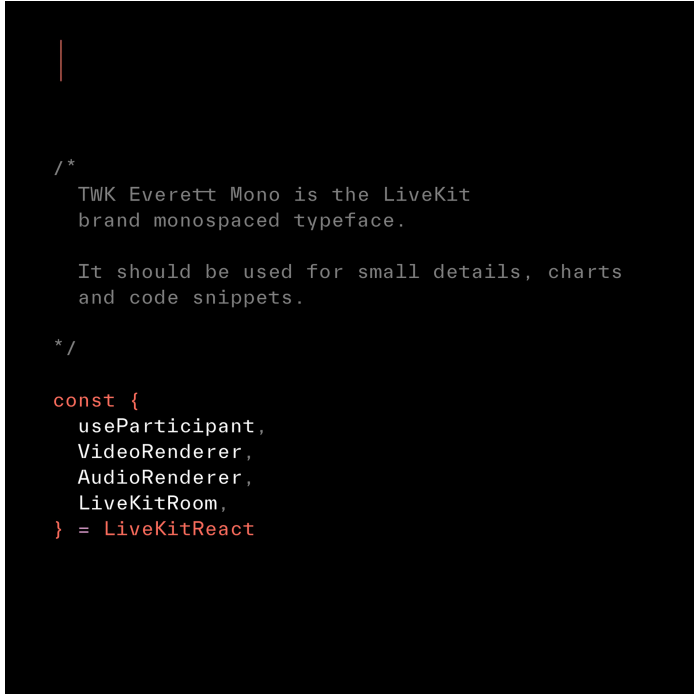 /*
TWK Everett Mono is the LiveKit
brand monospaced typeface.
It should be used for small details, charts
and code snippets.
*/
const {
useParticipant,
VideoRenderer,
AudioRenderer,
LiveKitRoom,
} = LiveKitReact